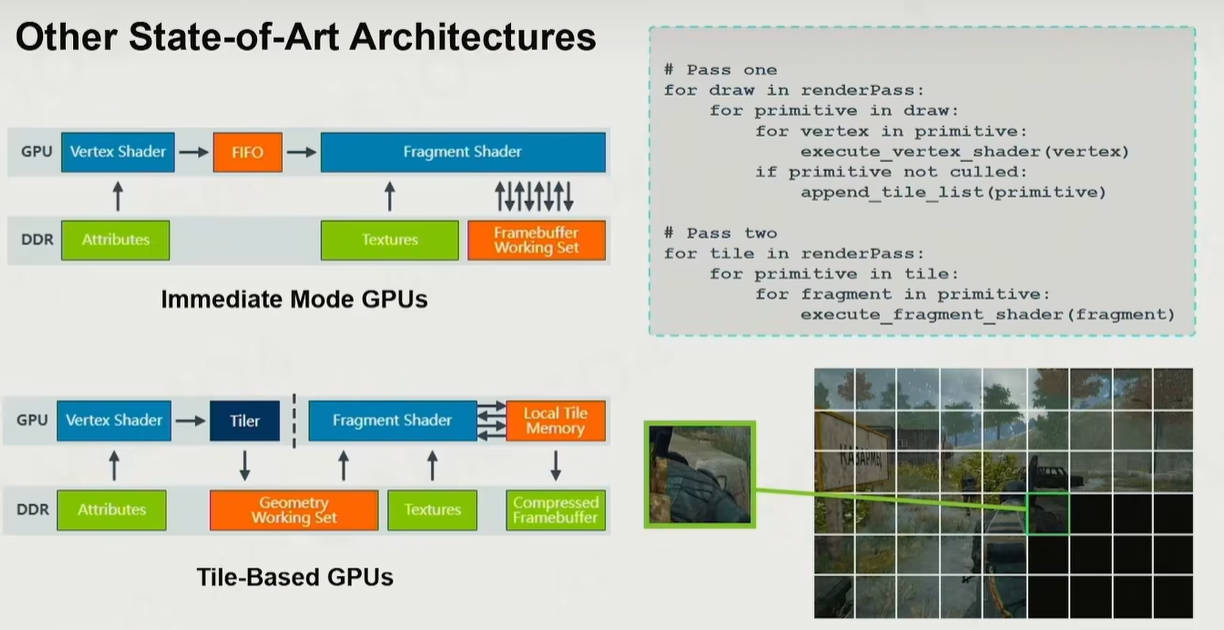 Other State-of-Art Architectures
GPU
Vertex Shader
FIFO
Fragment Shader
DDR
Attributes
Textures
Framebuffer
Working Set
Immediate Mode GPUs
GPU
Vertex Shader
Tiler
Fragment Shader
Local Tile
Memory
DDR
Attributes
Geometry
Working Set
Textures
Compressed
Framebuffer
Tile-Based GPUs
# Pass one
for draw in renderPass:
    for primitive in draw:
        for vertex in primitive:
            execute_vertex_shader(vertex)
        if primitive not culled:
            append_tile_list(primitive)
# Pass two
for tile in renderPass:
    for primitive in tile:
        for fragment in primitive:
            execute_fragment_shader(fragment)